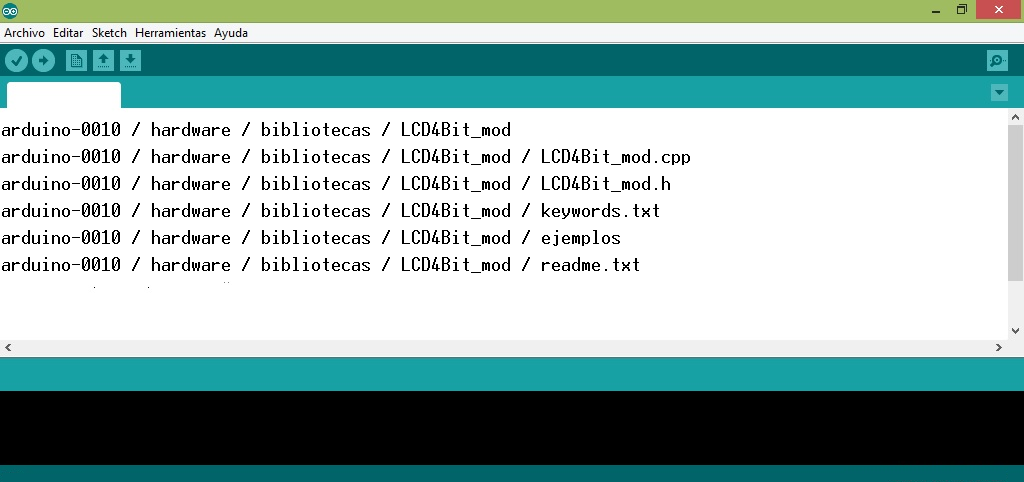 Archivo Editar Sketch Herramientas Ayuda
arduino-0010 / hardware / bibliotecas / LCD4Bit_mod
arduino-0010 / hardware / bibliotecas / LCD4Bit_mod / LCD4Bit_mod.cpp
arduino-0010 / hardware / bibliotecas / LCD4Bit_mod / LCD4Bit_mod.h
arduino-0010 / hardware / bibliotecas / LCD4Bit_mod / keywords.txt
arduino-0010 / hardware / bibliotecas / LCD4Bit_mod / ejemplos
arduino-0010 / hardware / bibliotecas / LCD4Bit_mod / readme.txt